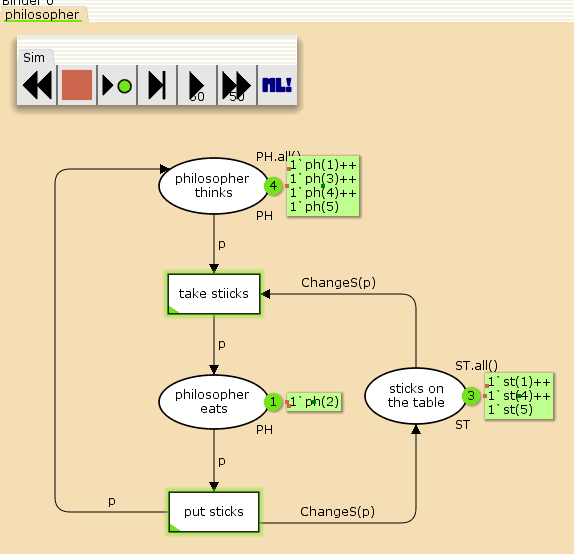 Binder 0
philosopher
Sim
50
50
ML!
PH.all()
philosopher
thinks
4
1`ph(1)++
1`ph(3)++
1`ph(4)++
1`ph(5)
PH
p
take stiicks
ChangeS(p)
p
philosopher
eats
1
1`ph(2)
PH
sticks on
the table
ST.all()
3
1`st(1)++
1`st(4)++
1`st(5)
ST
p
p
put sticks
ChangeS(p)